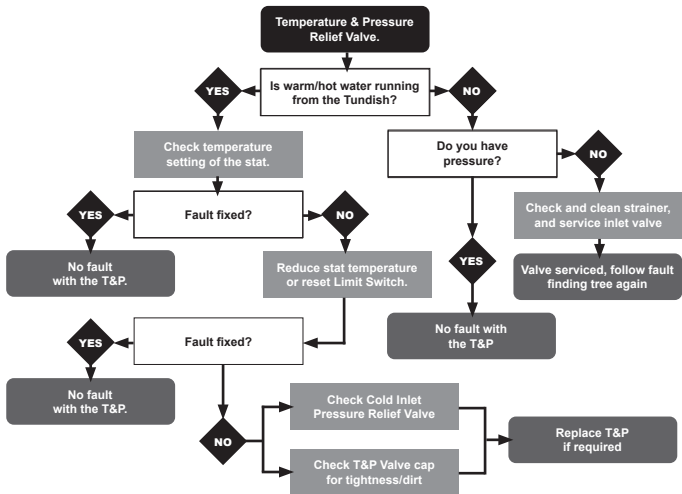 Temperature & Pressure
Relief Valve.
Is warm/hot water running
from the Tundish?
YES
NO
Check temperature
setting of the stat.
Do you have
pressure?
NO
YES
Fault fixed?
NO
Check and clean strainer,
and service inlet valve
No fault
with the T&P.
Reduce stat temperature
or reset Limit Switch.
YES
Valve serviced, follow fault
finding tree again
No fault with
the T&P
YES
Fault fixed?
No fault
with the T&P.
NO
Check Cold Inlet
Pressure Relief Valve
Check T&P Valve cap
for tightness/dirt
Replace T&P
if required